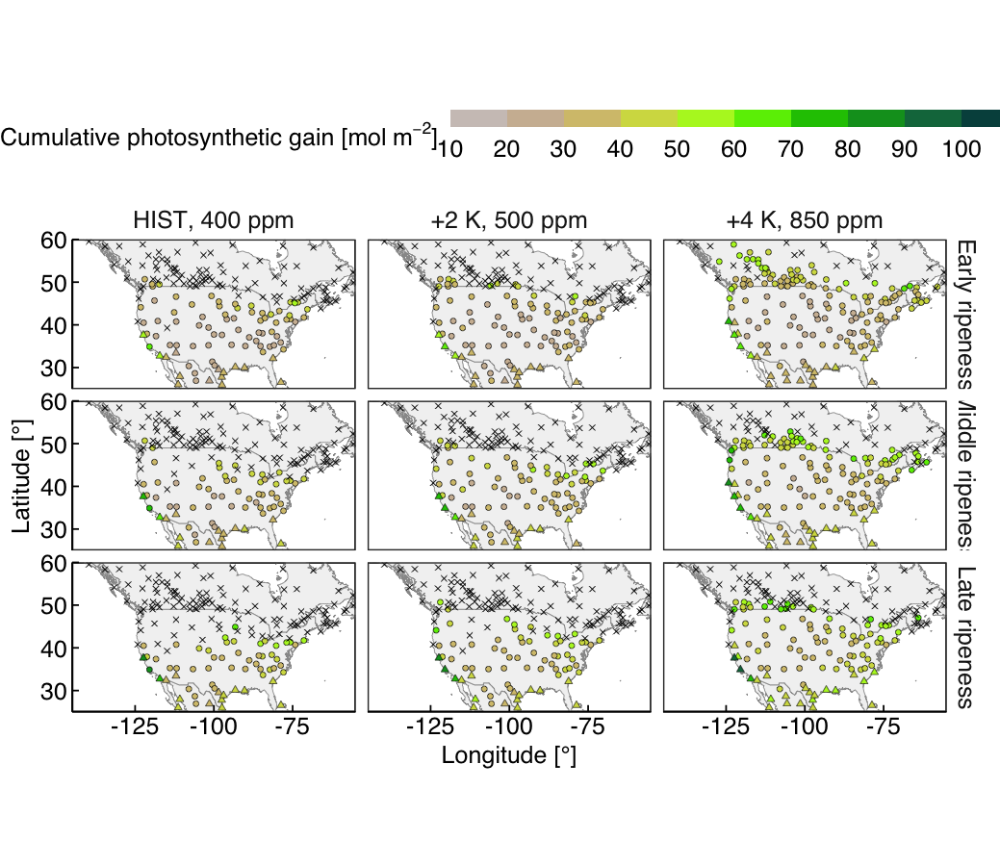 Cumulative photosynthetic gain [mol m⁻²]
10 20 30 40 50 60 70 80 90 100
HIST, 400 ppm +2 K, 500 ppm +4 K, 850 ppm
Early ripeness
60
50
40
30
Middle ripeness
60
50
40
30
Late ripeness
60
50
40
30
Latitude [°]
-125 -100 -75 -125 -100 -75 -125 -100 -75
Longitude [°]